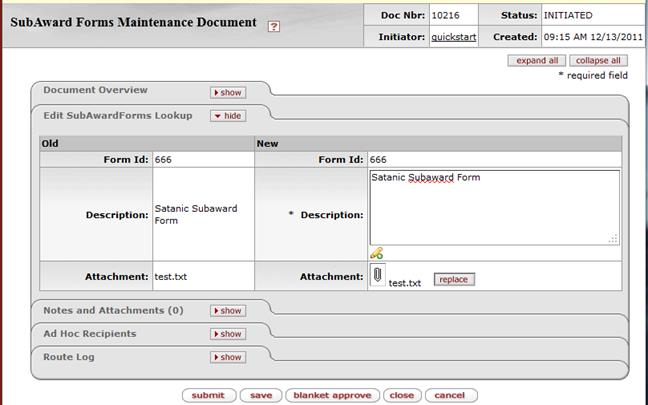 SubAward Forms Maintenance Document ?
Doc Nbr: 10216 Status: INITIATED
Initiator: quickstart Created: 09:15 AM 12/13/2011
expand all collapse all
* required field
Document Overview show
Edit SubAwardForms Lookup hide
Old New
Form Id: 666 Form Id: 666
Description: Satanic Subaward Form * Description: Satanic Subaward Form
Attachment: test.txt Attachment: test.txt replace
Notes and Attachments (0) show
Ad Hoc Recipients show
Route Log show
submit save blanket approve close cancel